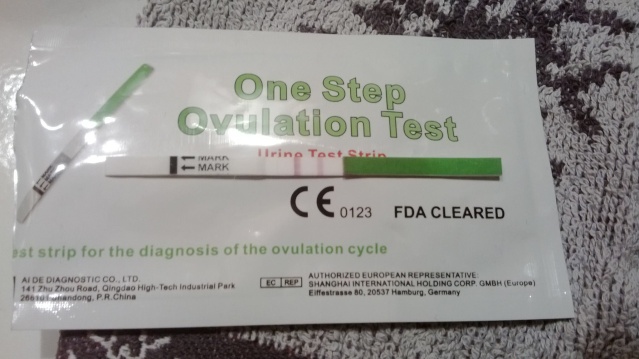 One Step
Ovulation Test
Urine Test Strip
MARK
MARK
CE 0123 FDA CLEARED
est strip for the diagnosis of the ovulation cycle
AI DE DIAGNOSTIC CO., LTD.
141 Zhu Zhou Road, Qingdao High-Tech Industrial Park
Shandong, P.R.China
EC REP
AUTHORIZED EUROPEAN REPRESENTATIVE:
SHANGHAI INTERNATIONAL HOLDING CORP. GMBH (Europe)
Eiffestrasse 80, 20537 Hamburg, Germany